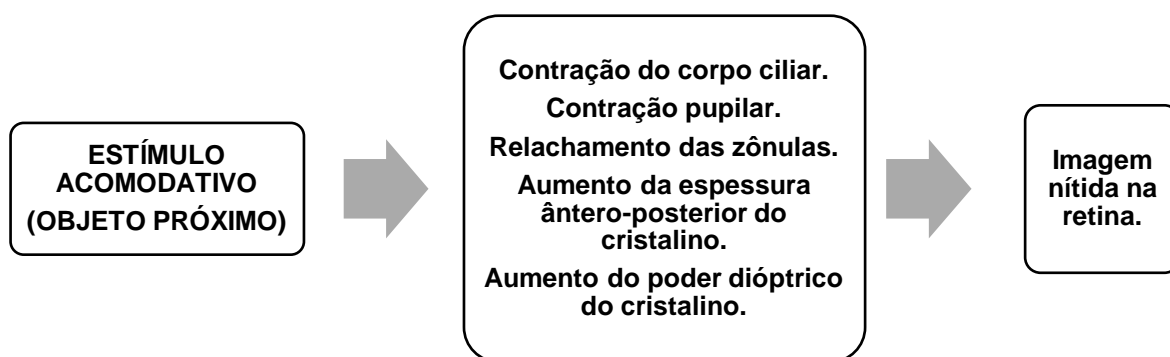 ESTÍMULO
ACOMODATIVO
(OBJETO PRÓXIMO)
Contração do corpo ciliar.
Contração pupilar.
Relachamento das zônulas.
Aumento da espessura
ântero-posterior do
cristalino.
Aumento do poder dióptrico
do cristalino.
Imagem
nítida na
retina.